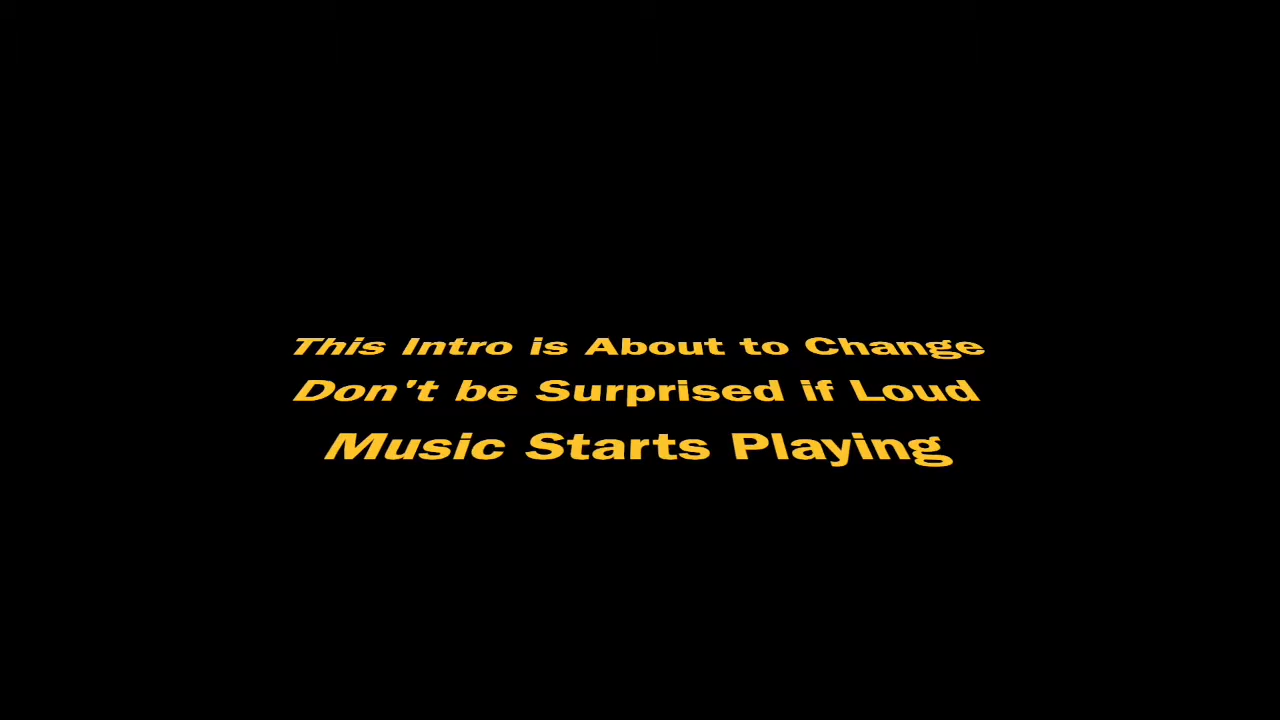 This Intro is About to Change
Don't be Surprised if Loud
Music Starts Playing